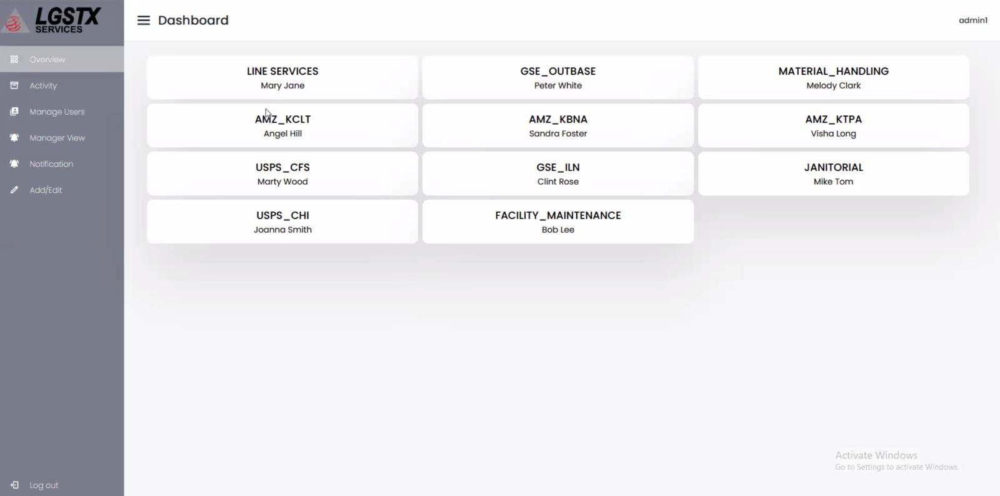 LGSTX
SERVICES
Dashboard
admin1
Overview
Activity
Manage Users
Manager View
Notification
Add/Edit
Log out
LINE SERVICES
Mary Jane
GSE_OUTBASE
Peter White
MATERIAL_HANDLING
Melody Clark
AMZ_KCLT
Angel Hill
AMZ_KBNA
Sandra Foster
AMZ_KTPA
Visha Long
USPS_CFS
Marty Wood
GSE_ILN
Clint Rose
JANITORIAL
Mike Tom
USPS_CHI
Joanna Smith
FACILITY_MAINTENANCE
Bob Lee
Activate Windows
Go to Settings to activate Windows.